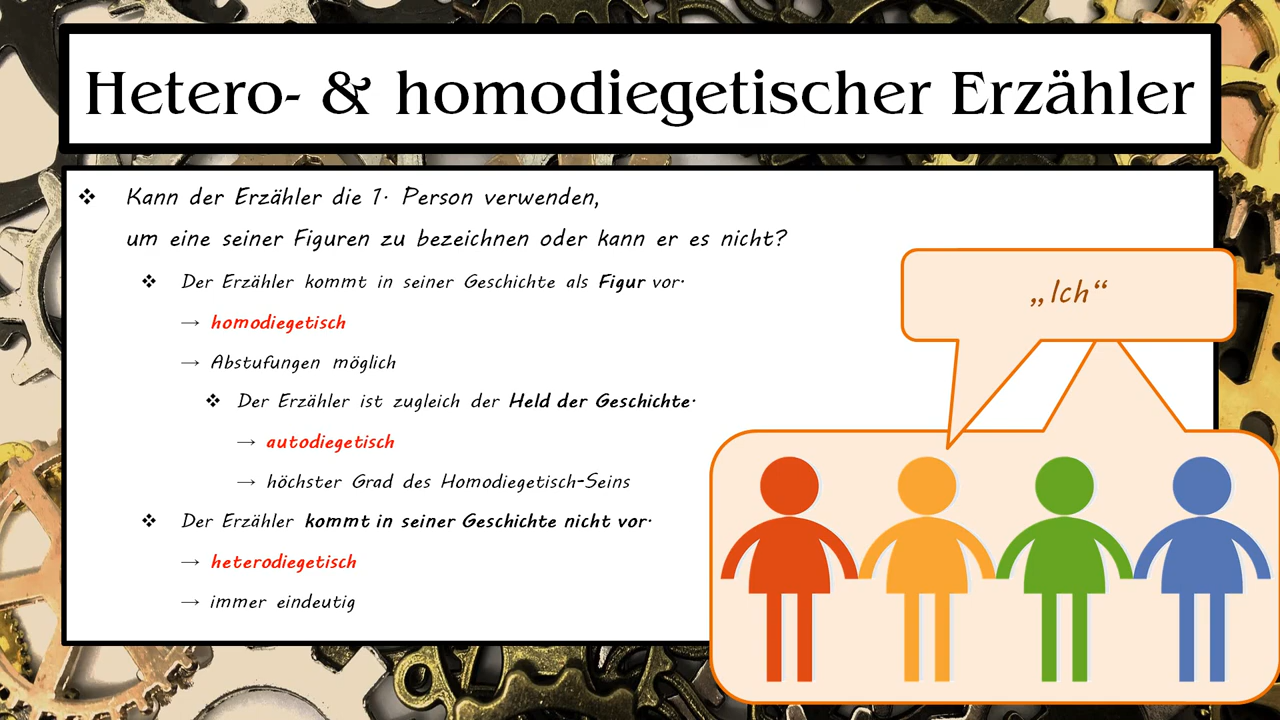 Hetero- & homodiegetischer Erzähler
❖ Kann der Erzähler die 1. Person verwenden,
um eine seiner Figuren zu bezeichnen oder kann er es nicht?
❖ Der Erzähler kommt in seiner Geschichte als Figur vor.
→ homodiegetisch
→ Abstufungen möglich
❖ Der Erzähler ist zugleich der Held der Geschichte.
→ autodiegetisch
→ höchster Grad des Homodiegetisch-Seins
❖ Der Erzähler kommt in seiner Geschichte nicht vor.
→ heterodiegetisch
→ immer eindeutig
„Ich“